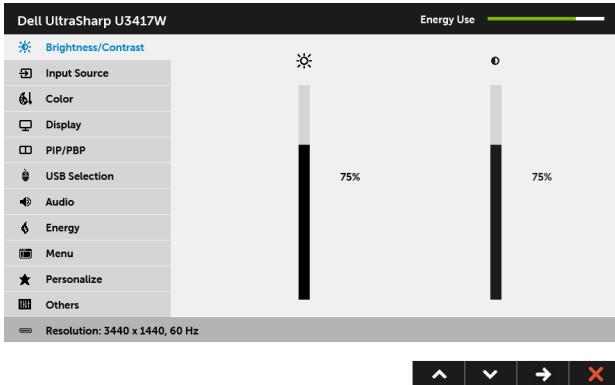 Dell UltraSharp U3417W
Energy Use
Brightness/Contrast
Input Source
Color
Display
PIP/PBP
USB Selection
Audio
Energy
Menu
Personalize
Others
75%
75%
Resolution: 3440 x 1440, 60 Hz